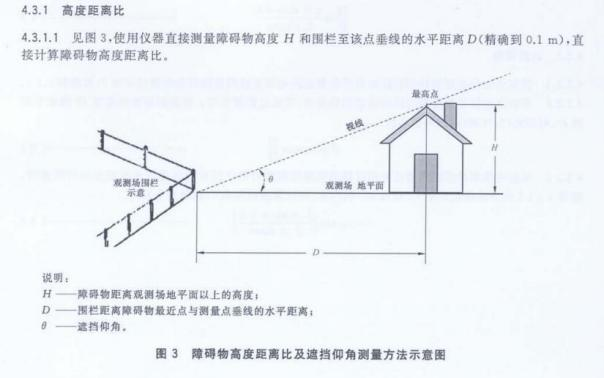 4.3.1 高度距离比
4.3.1.1 见图 3,使用仪器直接测量障碍物高度 H 和围栏至该点垂线的水平距离 D(精确到 0.1 m),直
接计算障碍物高度距离比。
最高点
视线
H
观测场围栏
示意
θ
观测场 地平面
D
说明:
H ——障碍物距离观测场地平面以上的高度;
D ——围栏距离障碍物最近点与测量点垂线的水平距离;
θ ——遮挡仰角。
图 3 障碍物高度距离比及遮挡仰角测量方法示意图